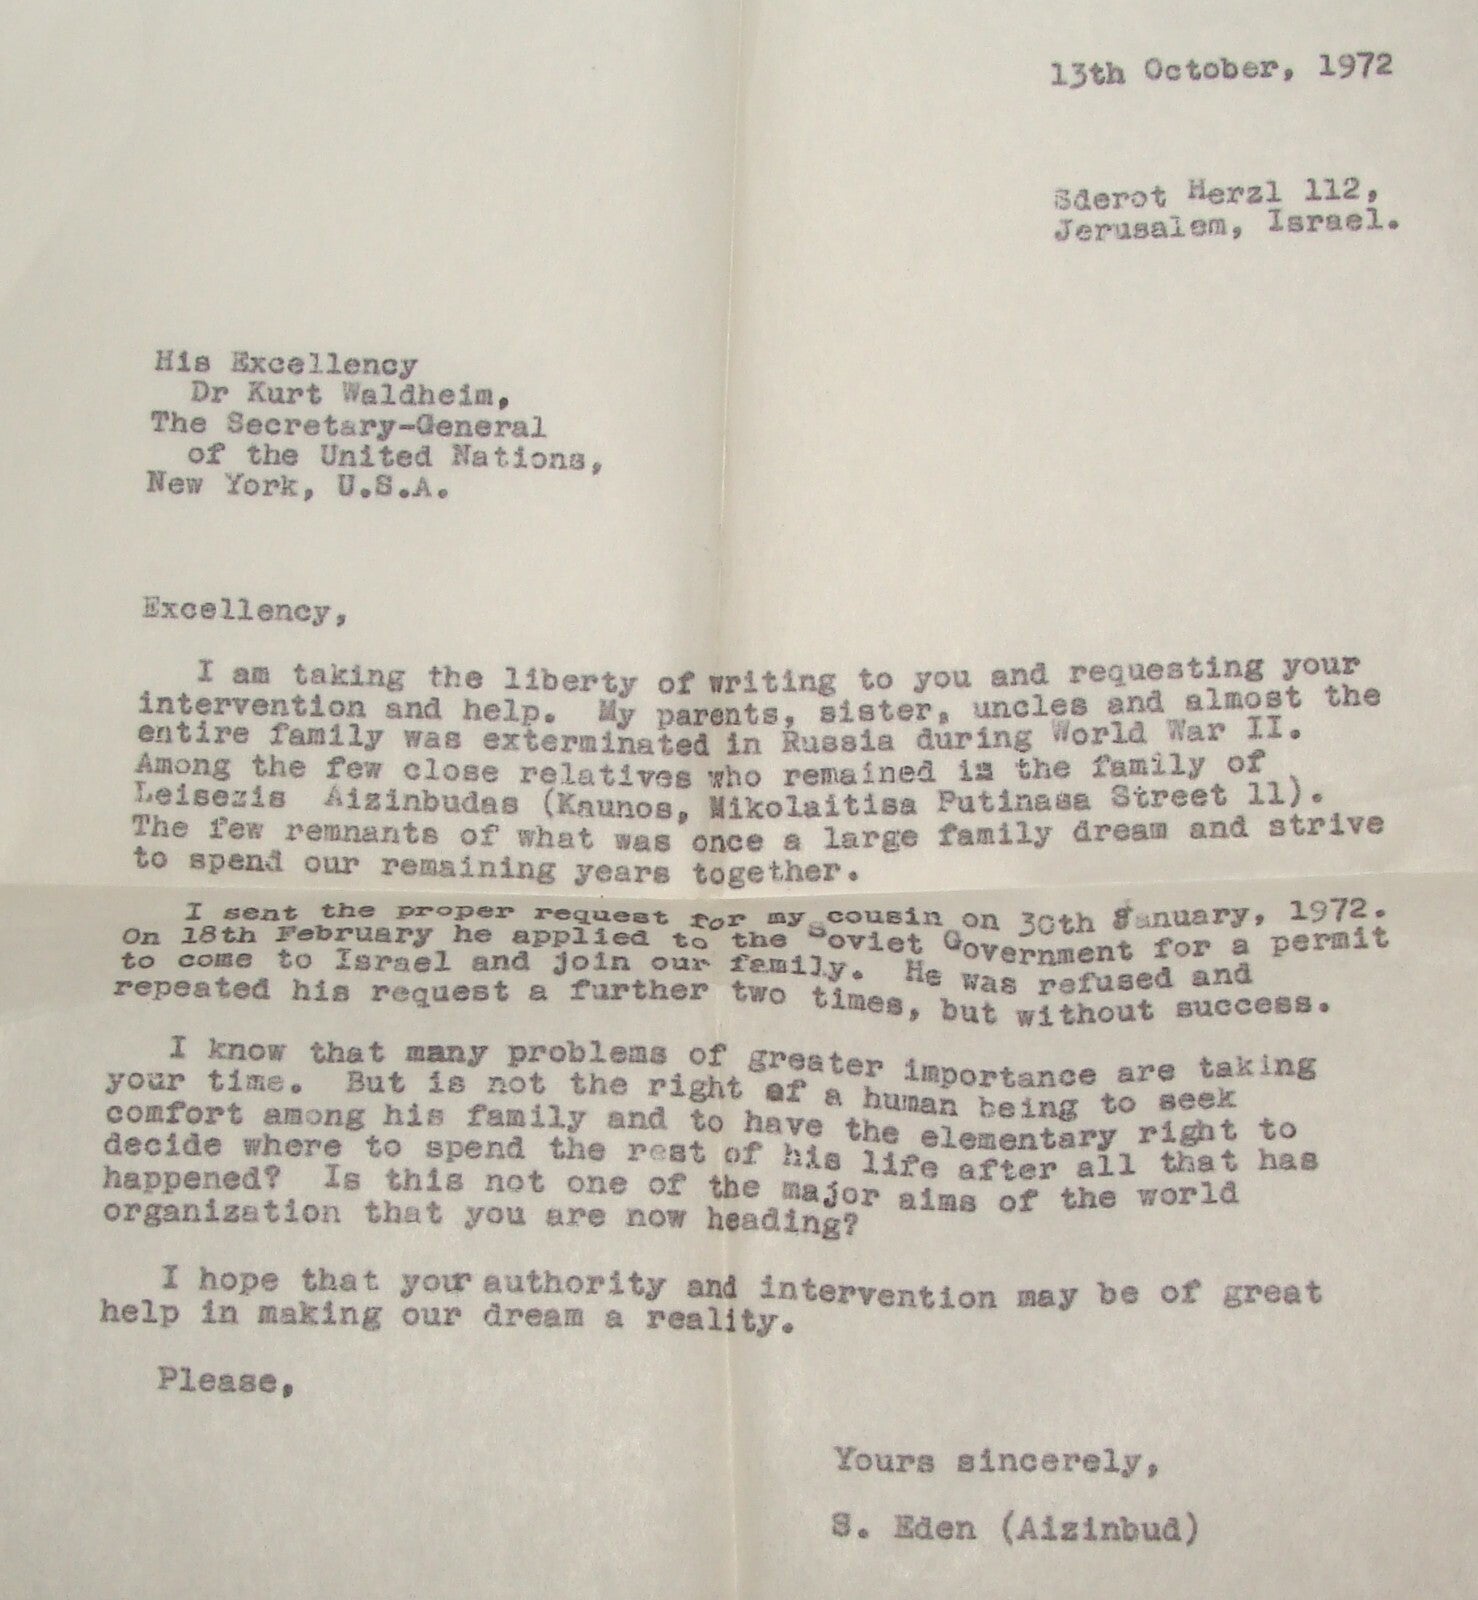 13th October, 1972
Sderot Herzl 112,
Jerusalem, Israel.
His Excellency
Dr Kurt Waldheim,
The Secretary-General
of the United Nations,
New York, U.S.A.
Excellency,
I am taking the liberty of writing to you and requesting your
intervention and help. My parents, sister, uncles and almost the
entire family was exterminated in Russia during World War II.
Among the few close relatives who remained is the family of
Leisezis Aizinbudas (Kaunos, Mikolaitisa Putinasa Street 11).
The few remnants of what was once a large family dream and strive
to spend our remaining years together.
I sent the proper request for my cousin on 30th January, 1972.
On 18th February he applied to the Soviet Government for a permit
to come to Israel and join our family. He was refused and
repeated his request a further two times, but without success.
I know that many problems of greater importance are taking
your time. But is not the right of a human being to seek
comfort among his family and to have the elementary right to
decide where to spend the rest of his life after all that has
happened? Is this not one of the major aims of the world
organization that you are now heading?
I hope that your authority and intervention may be of great
help in making our dream a reality.
Please,
Yours sincerely,
S. Eden (Aizinbud)